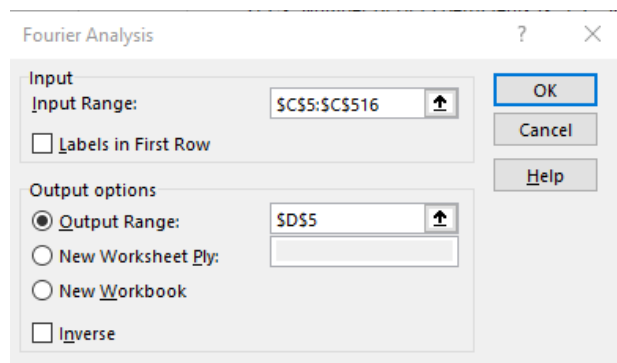 Fourier Analysis ? ×
Input
Input Range: $C$5:$C$516
Labels in First Row
OK
Cancel
Help
Output options
Output Range: $D$5
New Worksheet Ply:
New Workbook
Inverse